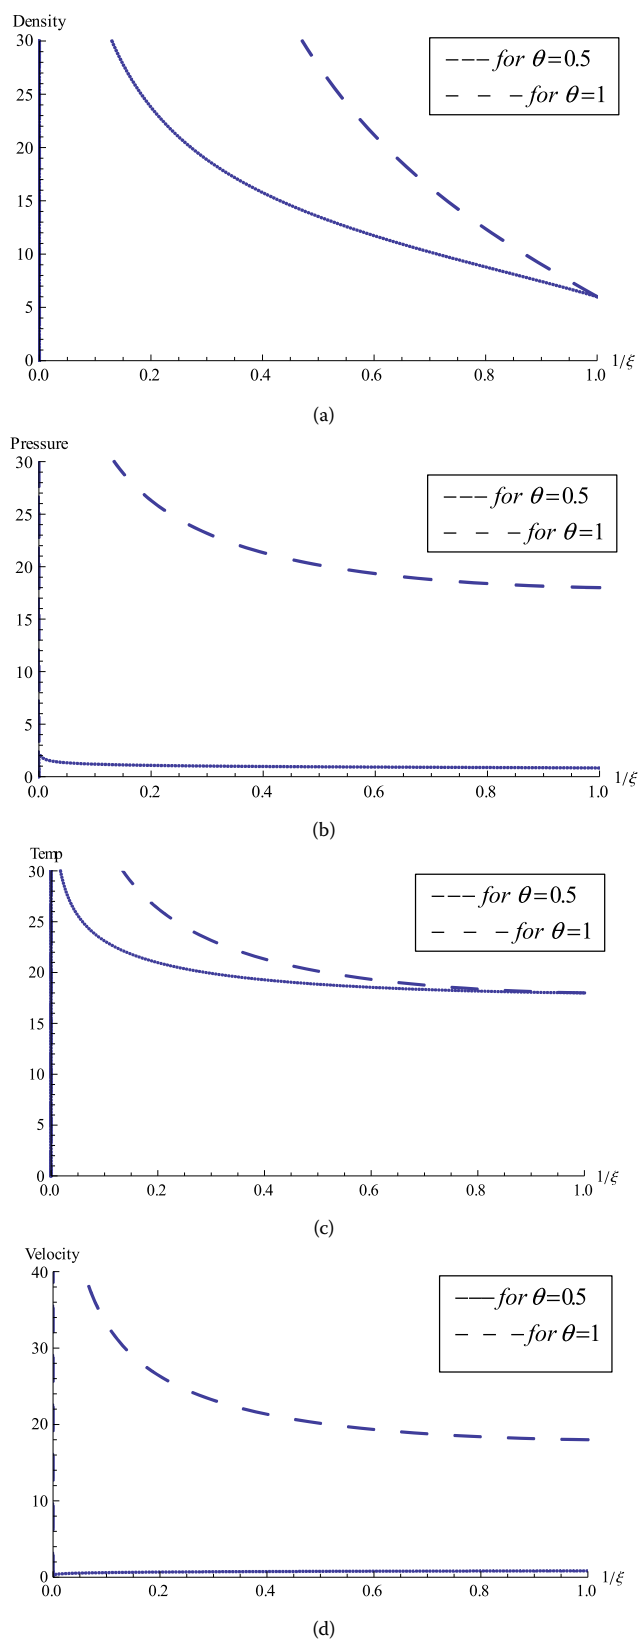 Density
30
25
20
15
10
5
0
--- for θ=0.5
- - - for θ=1
0.0 0.2 0.4 0.6 0.8 1.0 1/ξ
(a)
Pressure
30
25
20
15
10
5
0
--- for θ=0.5
- - - for θ=1
0.0 0.2 0.4 0.6 0.8 1.0 1/ξ
(b)
Temp
30
25
20
15
10
5
0
--- for θ=0.5
- - - for θ=1
0.0 0.2 0.4 0.6 0.8 1.0 1/ξ
(c)
Velocity
40
30
20
10
0
--- for θ=0.5
- - - for θ=1
0.0 0.2 0.4 0.6 0.8 1.0 1/ξ
(d)